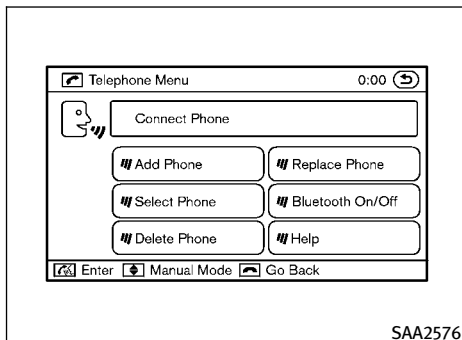 Telephone Menu 0:00
Connect Phone
Add Phone Replace Phone
Select Phone Bluetooth On/Off
Delete Phone Help
Enter Manual Mode Go Back
SAA2576